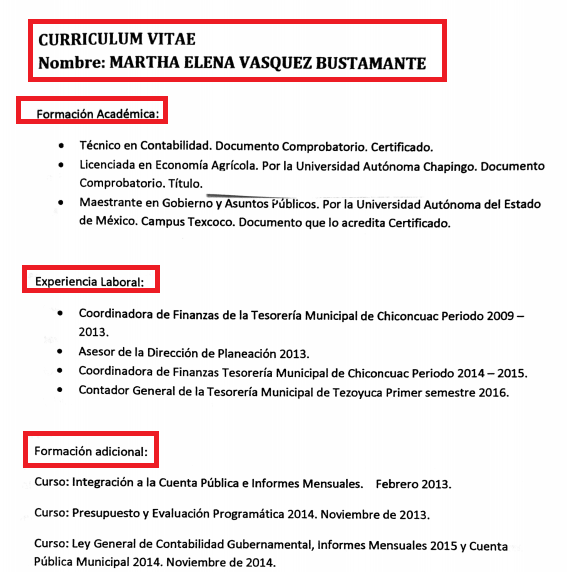 CURRICULUM VITAE
Nombre: MARTHA ELENA VASQUEZ BUSTAMANTE
Formación Académica:
• Técnico en Contabilidad. Documento Comprobatorio. Certificado.
• Licenciada en Economía Agrícola. Por la Universidad Autónoma Chapingo. Documento
Comprobatorio. Título.
• Maestrante en Gobierno y Asuntos Públicos. Por la Universidad Autónoma del Estado
de México. Campus Texcoco. Documento que lo acredita Certificado.
Experiencia Laboral:
• Coordinadora de Finanzas de la Tesorería Municipal de Chiconcuac Periodo 2009 –
2013.
• Asesor de la Dirección de Planeación 2013.
• Coordinadora de Finanzas Tesorería Municipal de Chiconcuac Periodo 2014 – 2015.
• Contador General de la Tesorería Municipal de Tezoyuca Primer semestre 2016.
Formación adicional:
Curso: Integración a la Cuenta Pública e Informes Mensuales. Febrero 2013.
Curso: Presupuesto y Evaluación Programática 2014. Noviembre de 2013.
Curso: Ley General de Contabilidad Gubernamental, Informes Mensuales 2015 y Cuenta
Pública Municipal 2014. Noviembre de 2014.